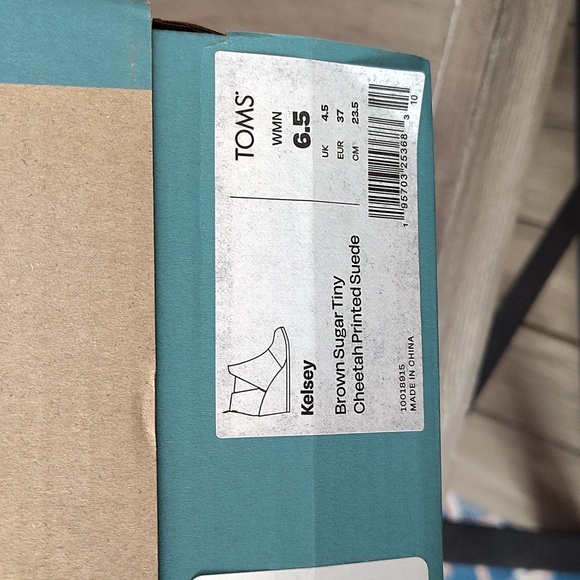 TOMS
WMN
6.5
UK 4.5
EUR 37
CM 23.5
1 95703 25368 3
10
Kelsey
Brown Sugar Tiny
Cheetah Printed Suede
10018915
MADE IN CHINA